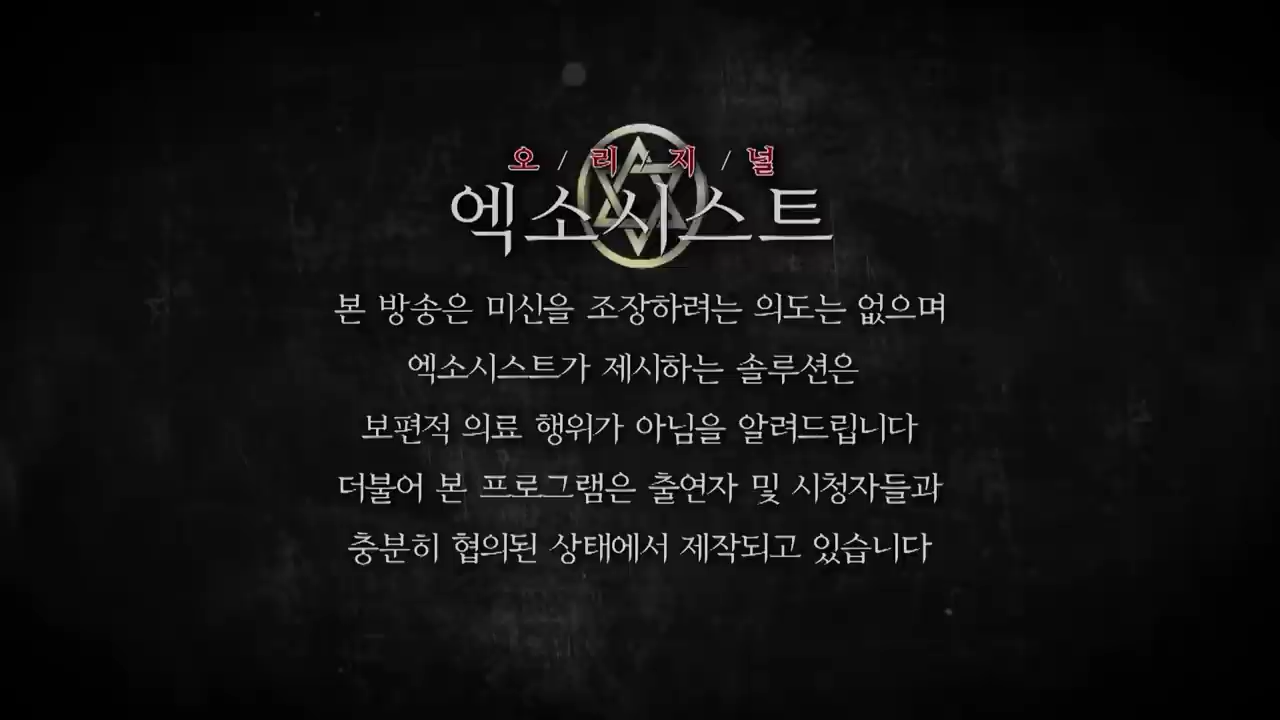 오/리/지/널
엑소시스트
본 방송은 미신을 조장하려는 의도는 없으며
엑소시스트가 제시하는 솔루션은
보편적 의료 행위가 아님을 알려드립니다
더불어 본 프로그램은 출연자 및 시청자들과
충분히 협의된 상태에서 제작되고 있습니다